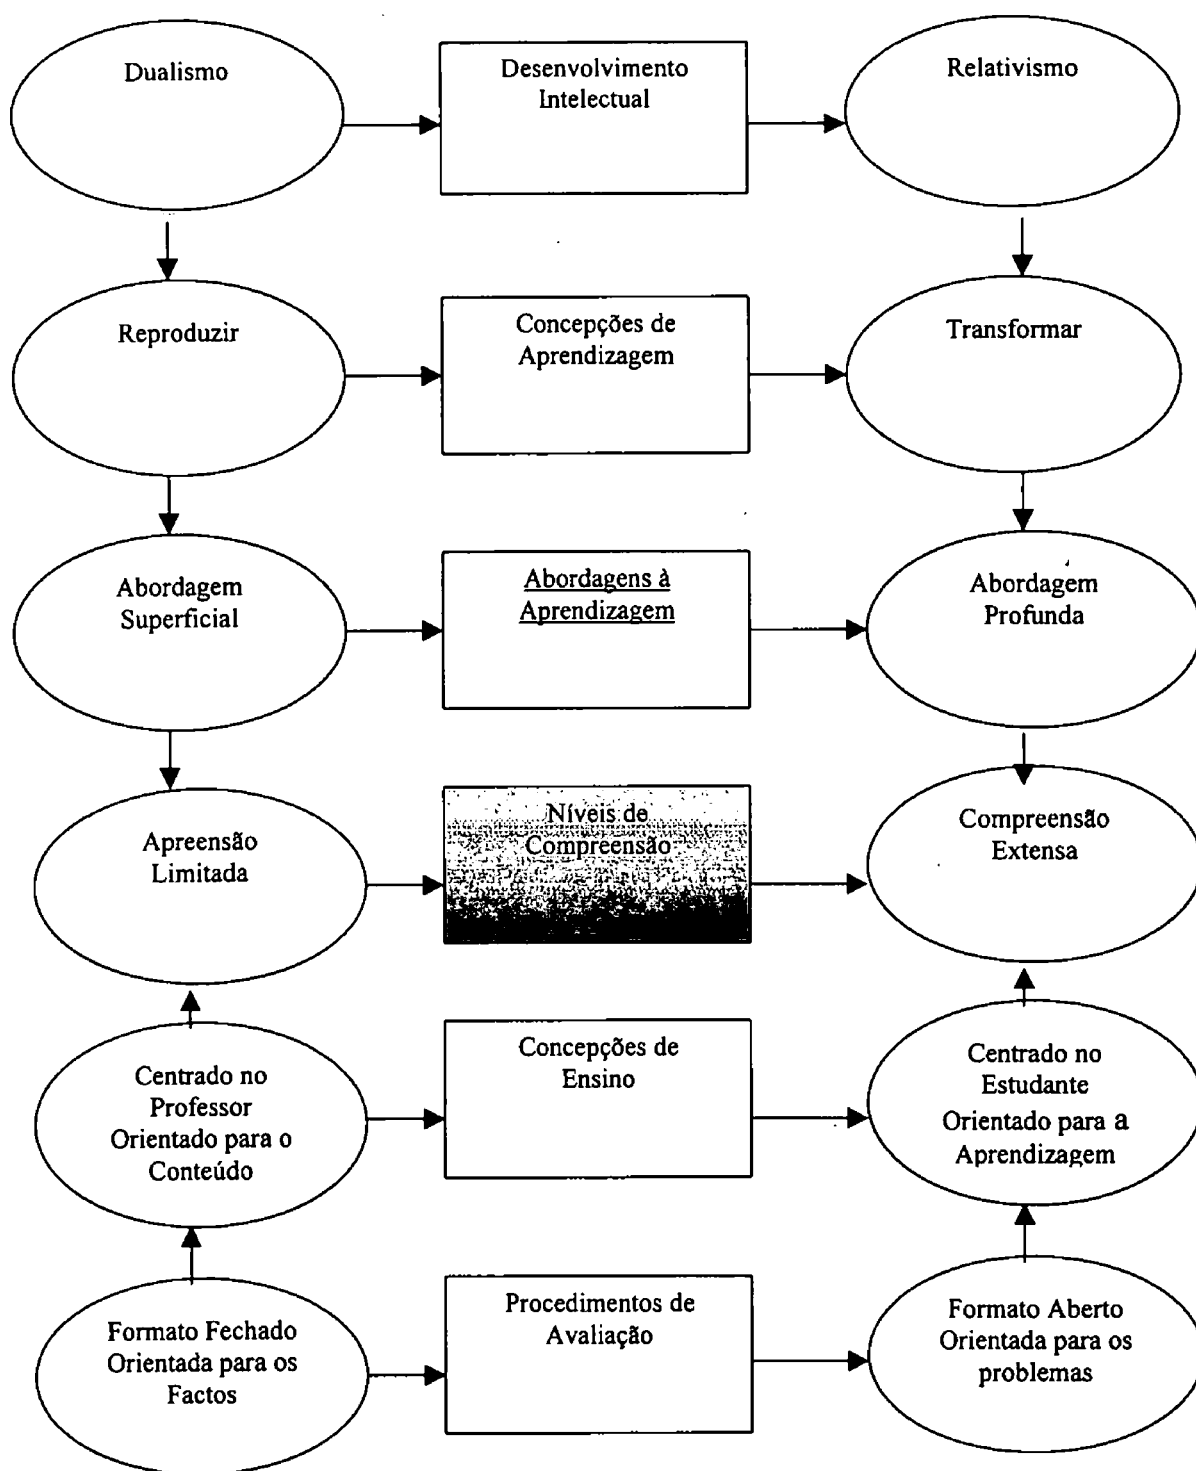 Dualismo
Desenvolvimento
Intelectual
Relativismo
Reproduzir
Concepções de
Aprendizagem
Transformar
Abordagem
Superficial
Abordagens à
Aprendizagem
Abordagem
Profunda
Apreensão
Limitada
Níveis de
Compreensão
Compreensão
Extensa
Centrado no
Professor
Orientado para o
Conteúdo
Concepções de
Ensino
Centrado no
Estudante
Orientado para a
Aprendizagem
Formato Fechado
Orientada para os
Factos
Procedimentos de
Avaliação
Formato Aberto
Orientada para os
problemas